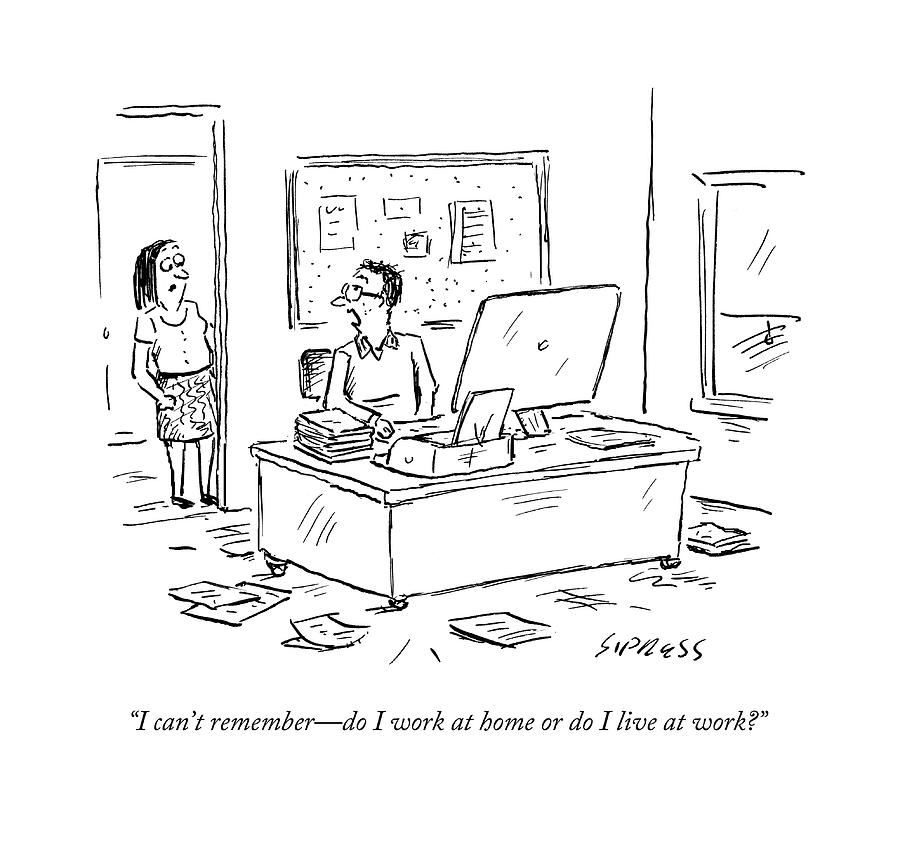 SIPRESS
“I can’t remember—do I work at home or do I live at work?”